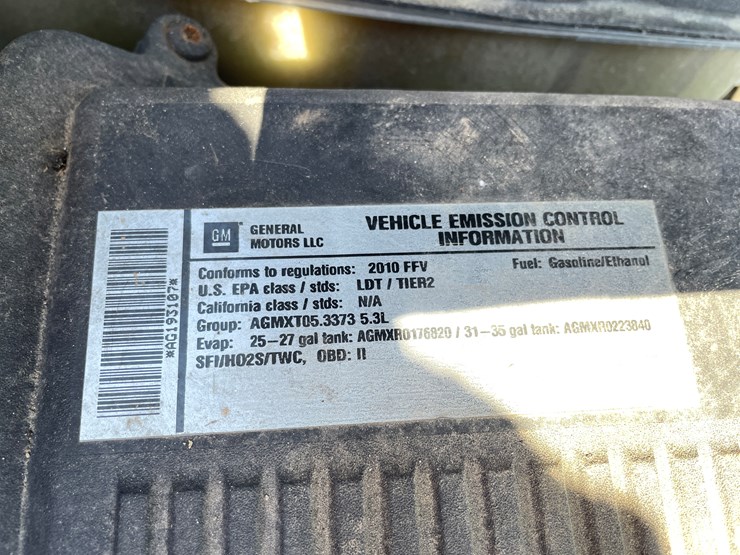 *AG193107*
GM
GENERAL
MOTORS LLC
VEHICLE EMISSION CONTROL
INFORMATION
Conforms to regulations: 2010 FFV
Fuel: Gasoline/Ethanol
U.S. EPA class / stds: LDT / TIER2
California class / stds: N/A
Group: AGMXT05.3373 5.3L
Evap: 25-27 gal tank: AGMXR0176820 / 31-35 gal tank: AGMXR0223840
SFI/HO2S/TWC, OBD: II